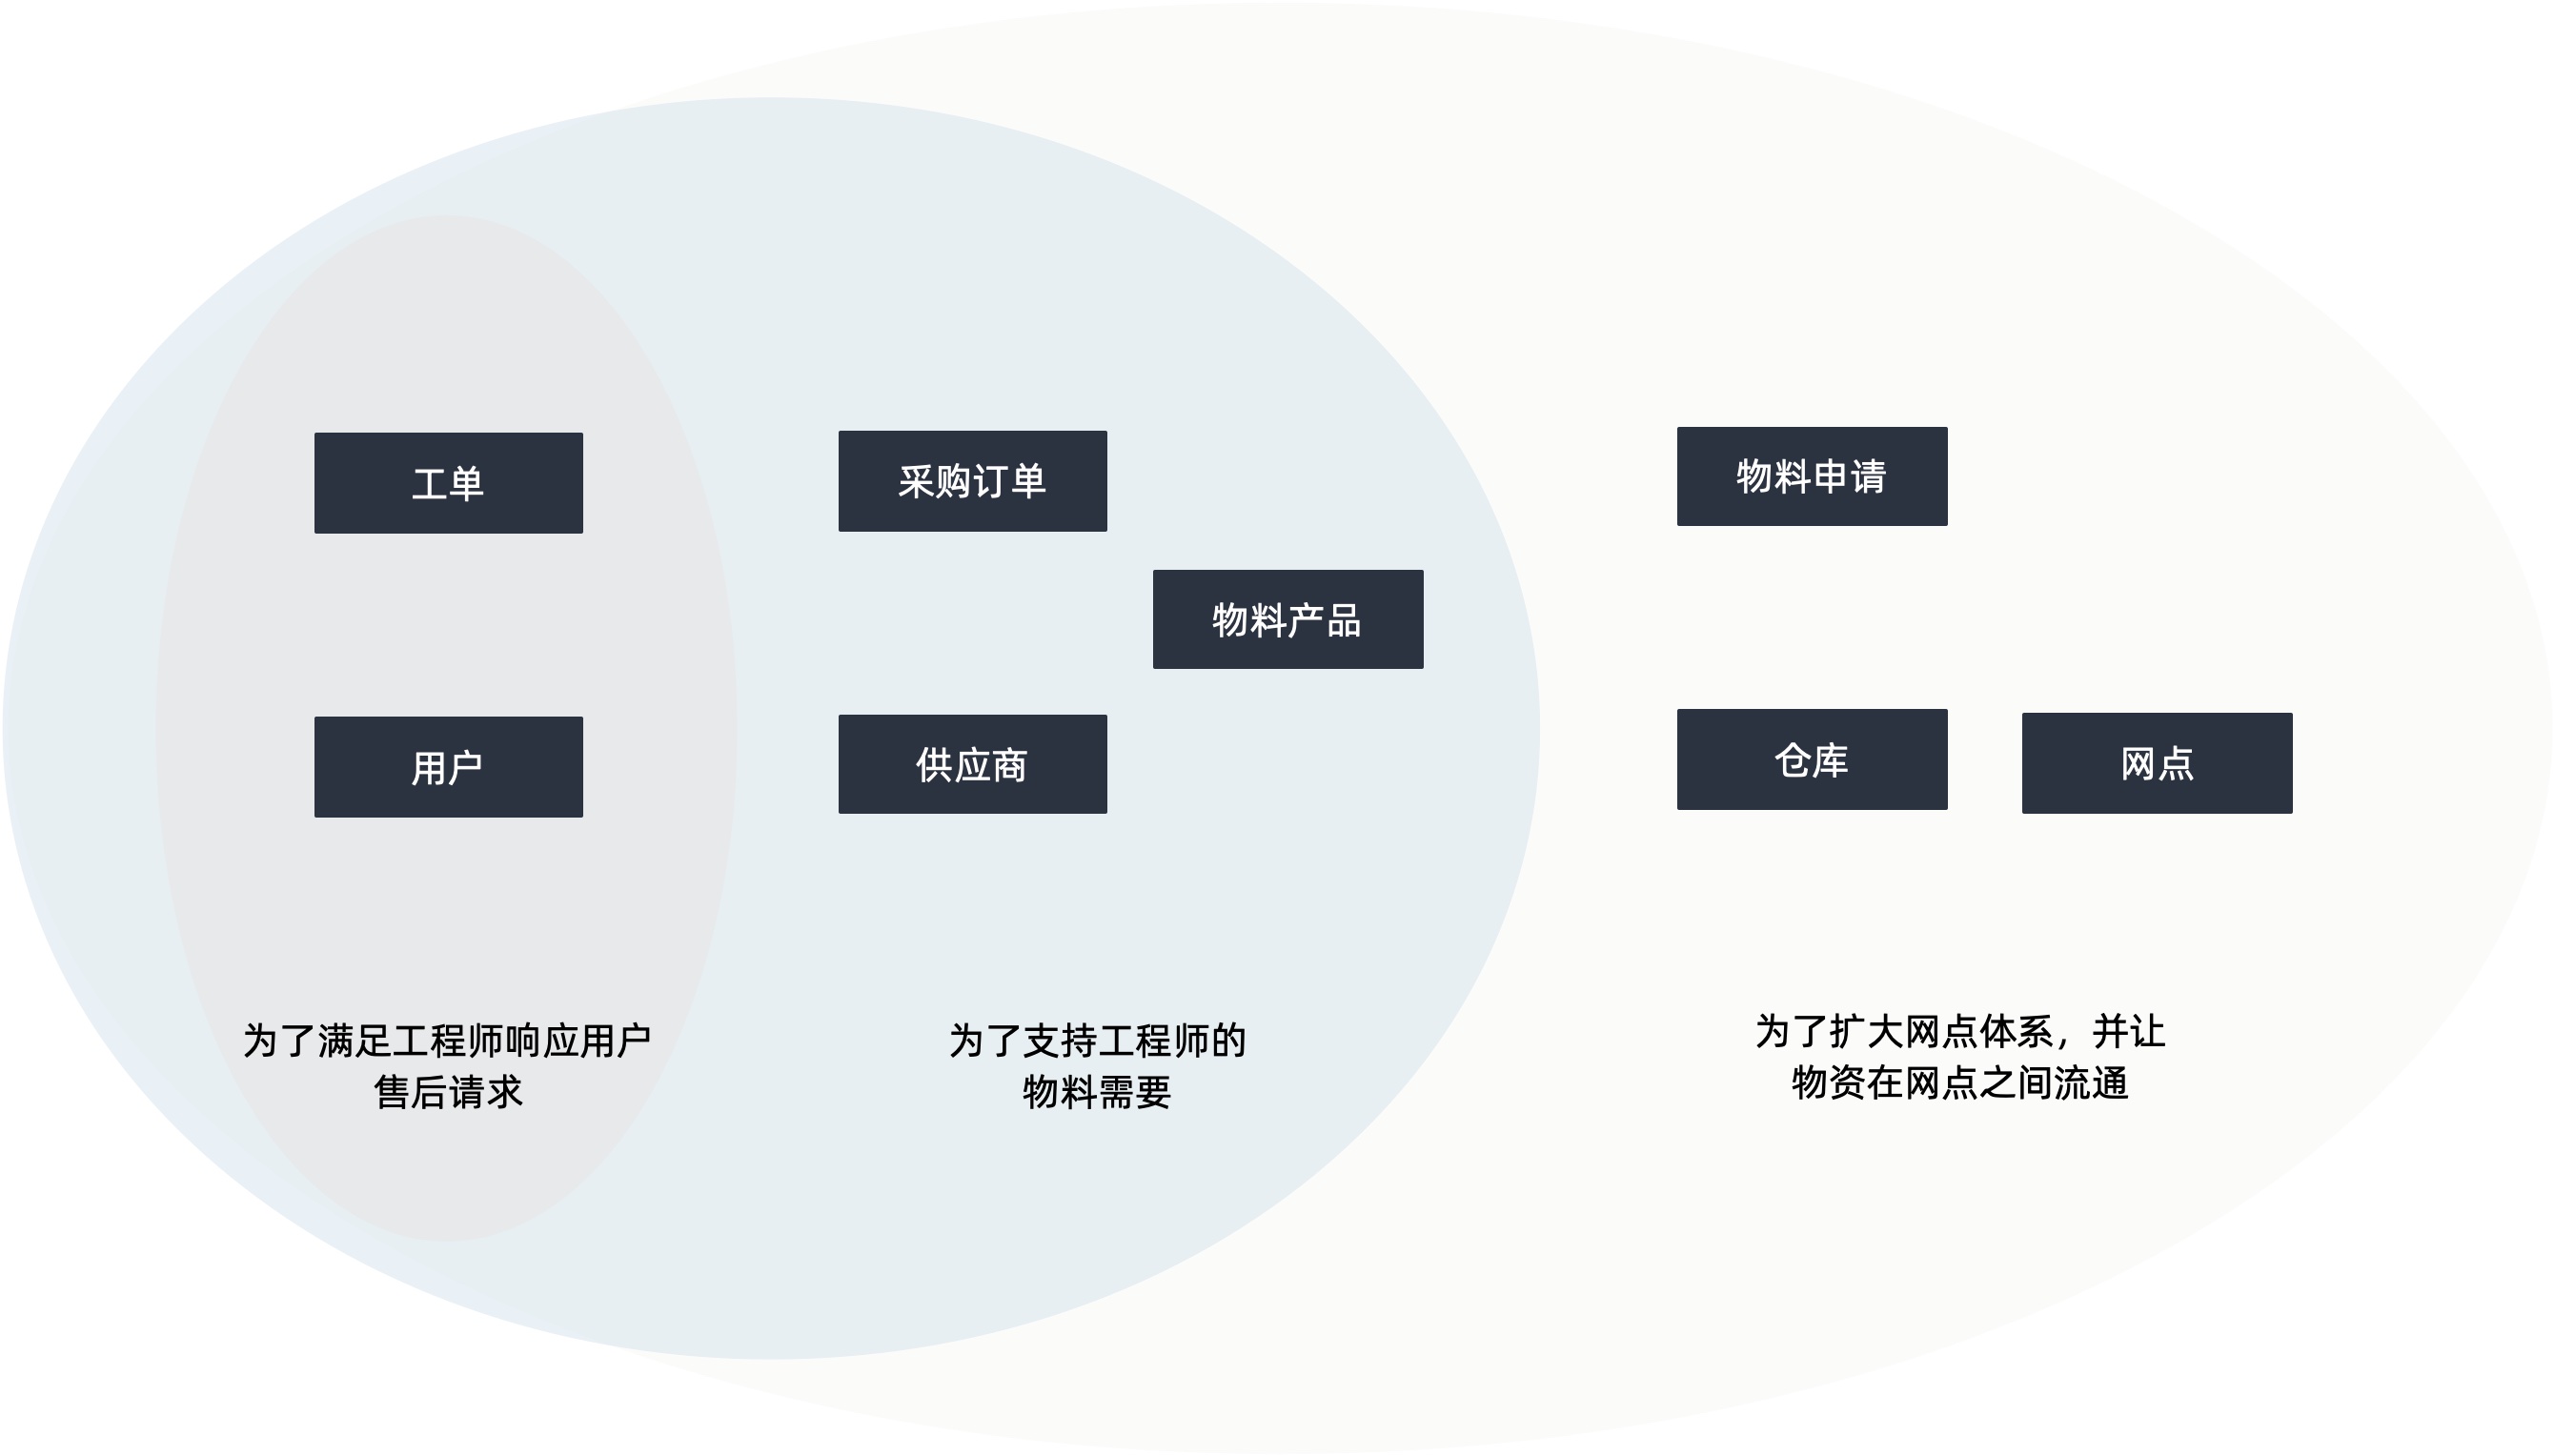 工单
采购订单
物料申请
物料产品
用户
供应商
仓库
网点
为了满足工程师响应用户
售后请求
为了支持工程师的
物料需要
为了扩大网点体系，并让
物资在网点之间流通